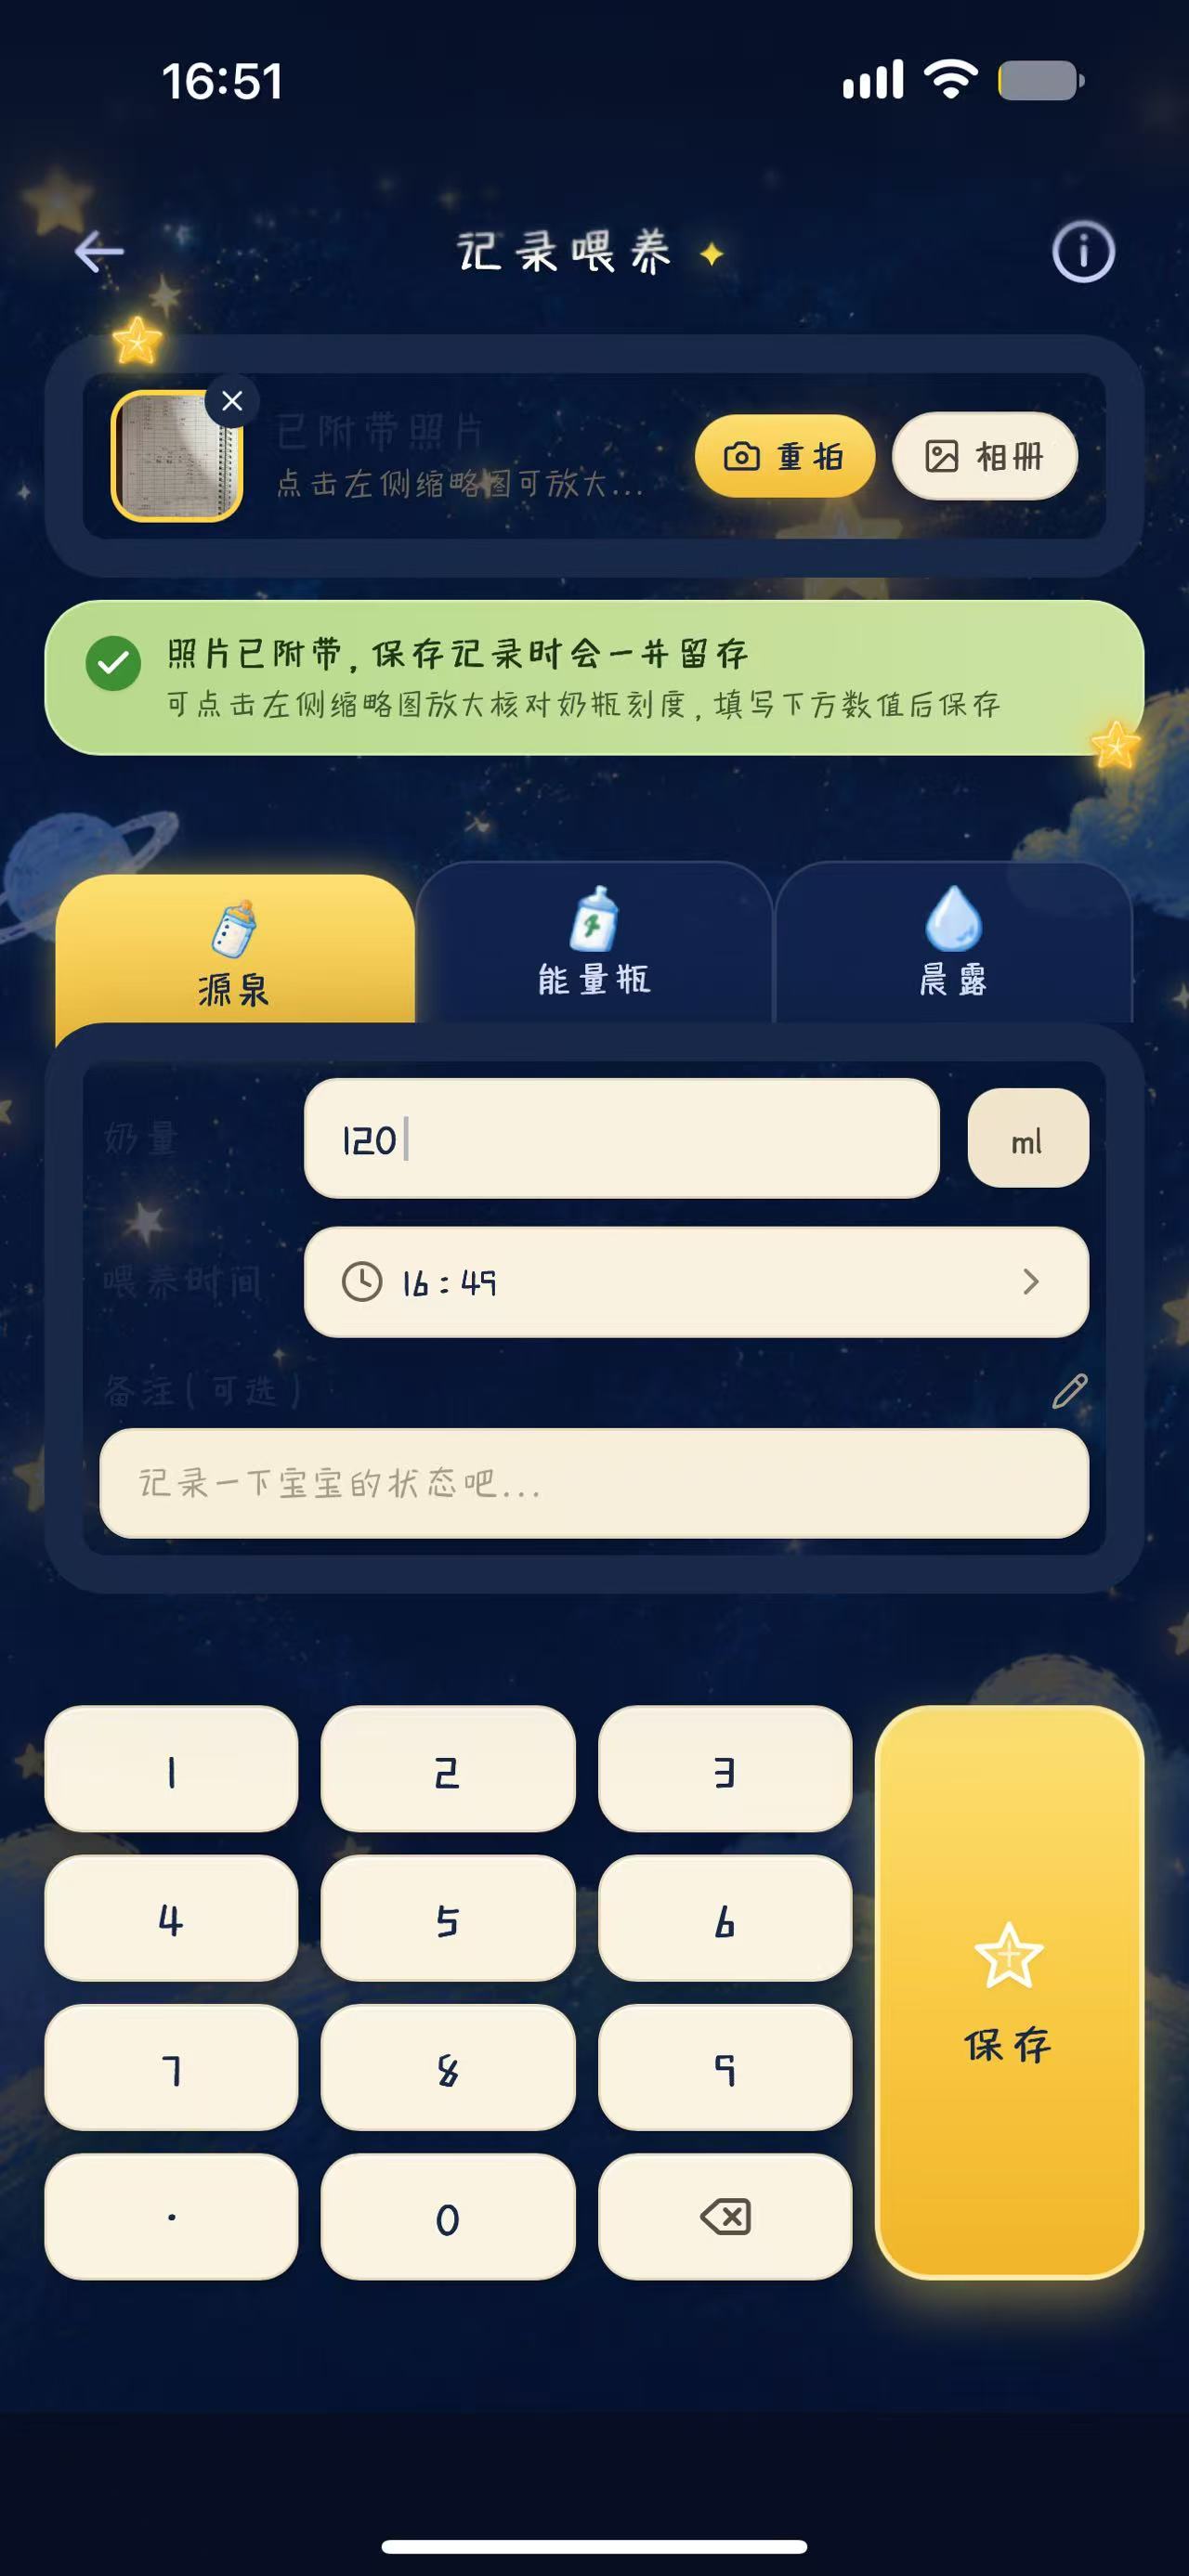 16:51
记录喂养
已附带照片
点击左侧缩略图可放大...
重拍
相册
照片已附带,保存记录时会一并留存
可点击左侧缩略图放大核对奶瓶刻度,填写下方数值后保存
源泉
能量瓶
晨露
奶量
120
ml
喂养时间
16:49
备注(可选)
记录一下宝宝的状态吧...
1
2
3
4
5
6
7
8
9
.
0
保存